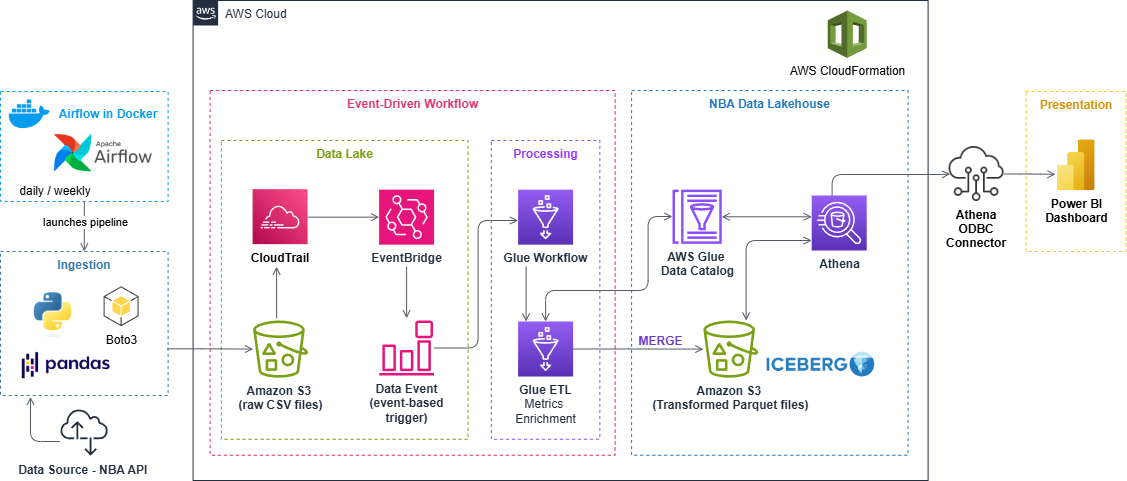 aws
AWS Cloud
AWS CloudFormation
Airflow in Docker
Apache
Airflow
daily / weekly
launches pipeline
Ingestion
Boto3
pandas
Data Source - NBA API
Event-Driven Workflow
Data Lake
CloudTrail
EventBridge
Amazon S3
(raw CSV files)
Data Event
(event-based
trigger)
Processing
Glue Workflow
Glue ETL
Metrics
Enrichment
MERGE
NBA Data Lakehouse
AWS Glue
Data Catalog
Athena
Amazon S3
(Transformed Parquet files)
ICEBERG
Athena
ODBC
Connector
Presentation
Power BI
Dashboard